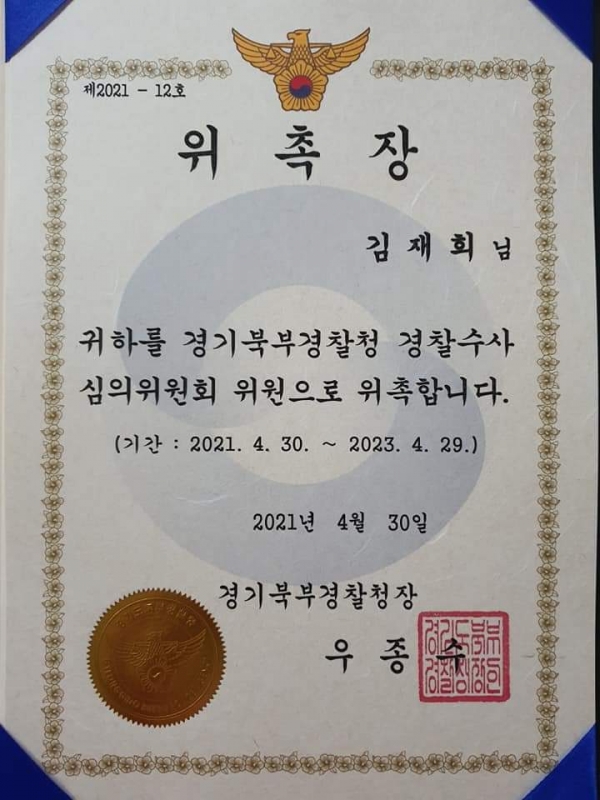 제2021 - 12호
위 촉 장
김 재 희 님
귀하를 경기북부경찰청 경찰수사
심의위원회 위원으로 위촉합니다.
(기간 : 2021. 4. 30. ~ 2023. 4. 29.)
2021년 4월 30일
경기북부경찰청장
우 종 수